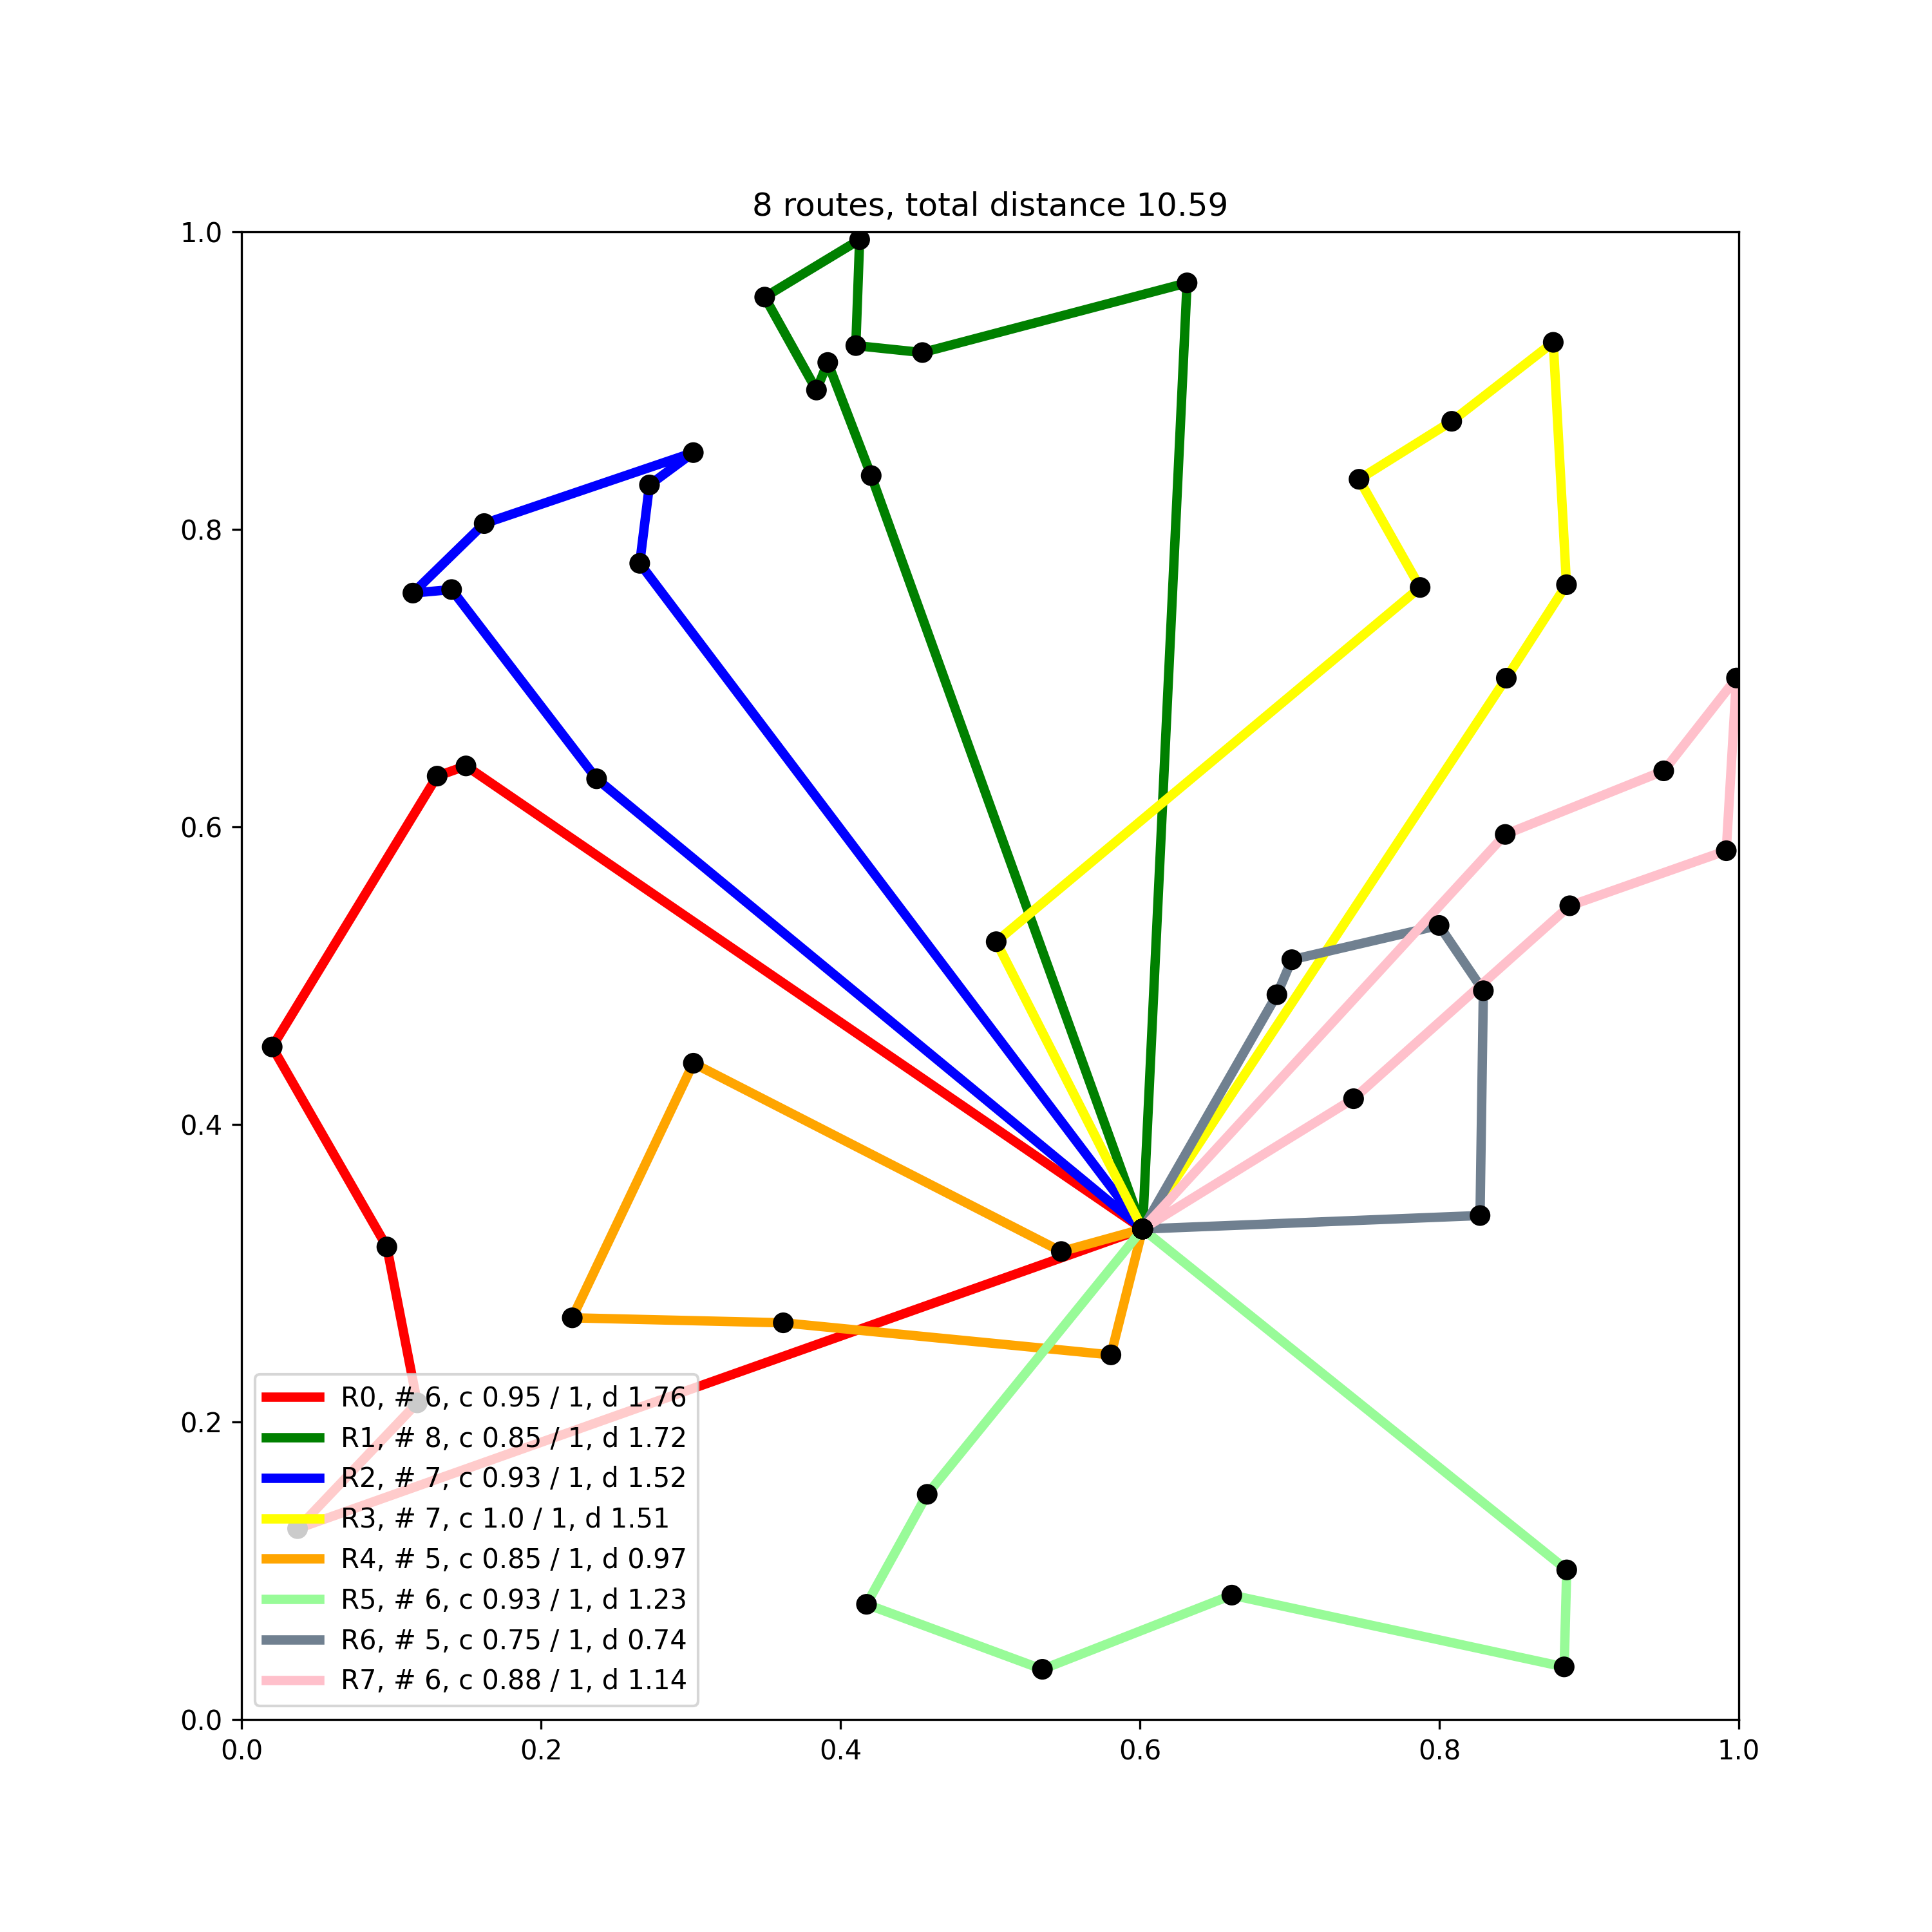 8 routes, total distance 10.59
1.0
0.8
0.6
0.4
0.2
0.0
R0, # 6, c 0.95 / 1, d 1.76
R1, # 8, c 0.85 / 1, d 1.72
R2, # 7, c 0.93 / 1, d 1.52
R3, # 7, c 1.0 / 1, d 1.51
R4, # 5, c 0.85 / 1, d 0.97
R5, # 6, c 0.93 / 1, d 1.23
R6, # 5, c 0.75 / 1, d 0.74
R7, # 6, c 0.88 / 1, d 1.14
0.0 0.2 0.4 0.6 0.8 1.0